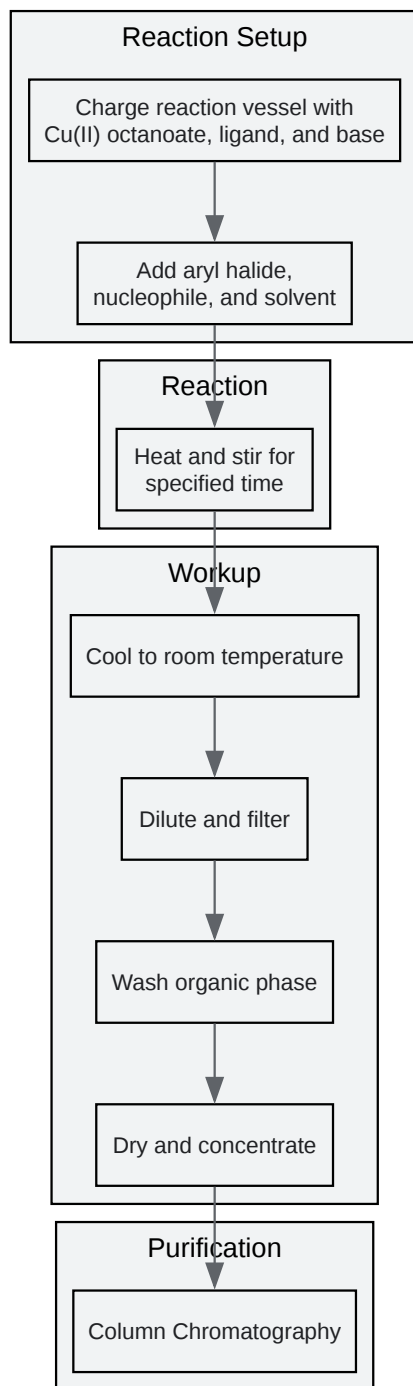 Reaction Setup
Charge reaction vessel with
Cu(II) octanoate, ligand, and base
Add aryl halide,
nucleophile, and solvent
Reaction
Heat and stir for
specified time
Workup
Cool to room temperature
Dilute and filter
Wash organic phase
Dry and concentrate
Purification
Column Chromatography